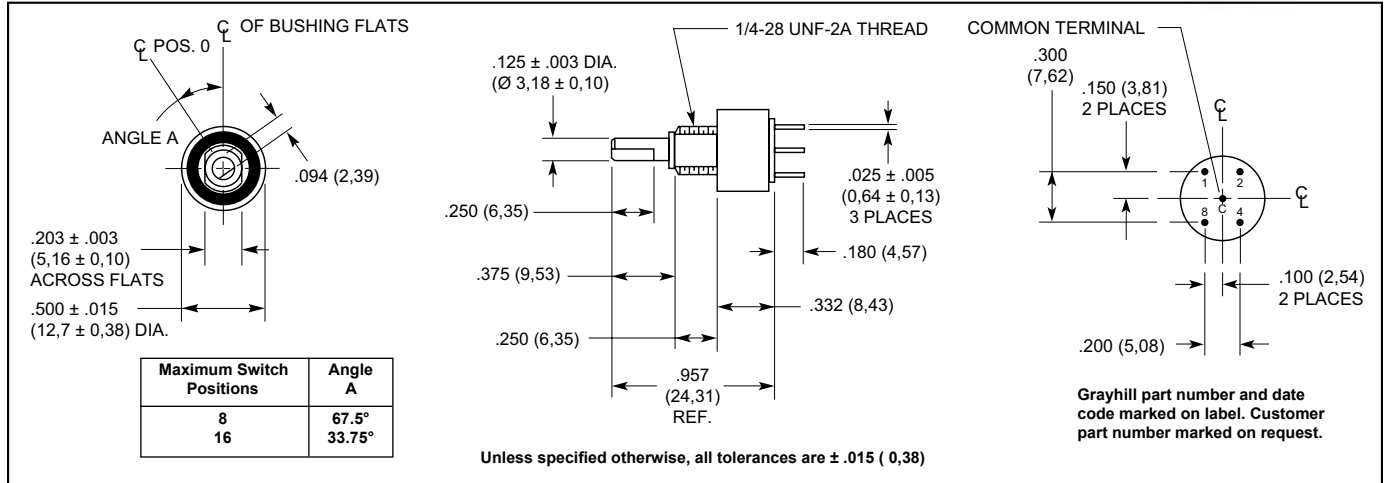 ℄ OF BUSHING FLATS
℄ POS. 0
ANGLE A
.094 (2,39)
.203 ± .003
(5,16 ± 0,10)
ACROSS FLATS
.500 ± .015
(12,7 ± 0,38) DIA.
Maximum Switch Positions Angle A
8 67.5°
16 33.75°
1/4-28 UNF-2A THREAD
.125 ± .003 DIA.
(Ø 3,18 ± 0,10)
.250 (6,35)
.375 (9,53)
.250 (6,35)
.957
(24,31)
REF.
.332 (8,43)
.180 (4,57)
.025 ± .005
(0,64 ± 0,13)
3 PLACES
Unless specified otherwise, all tolerances are ± .015 ( 0,38)
COMMON TERMINAL
.300
(7,62)
.150 (3,81)
2 PLACES
℄
℄
1 2
C
8 4
.100 (2,54)
2 PLACES
.200 (5,08)
Grayhill part number and date
code marked on label. Customer
part number marked on request.